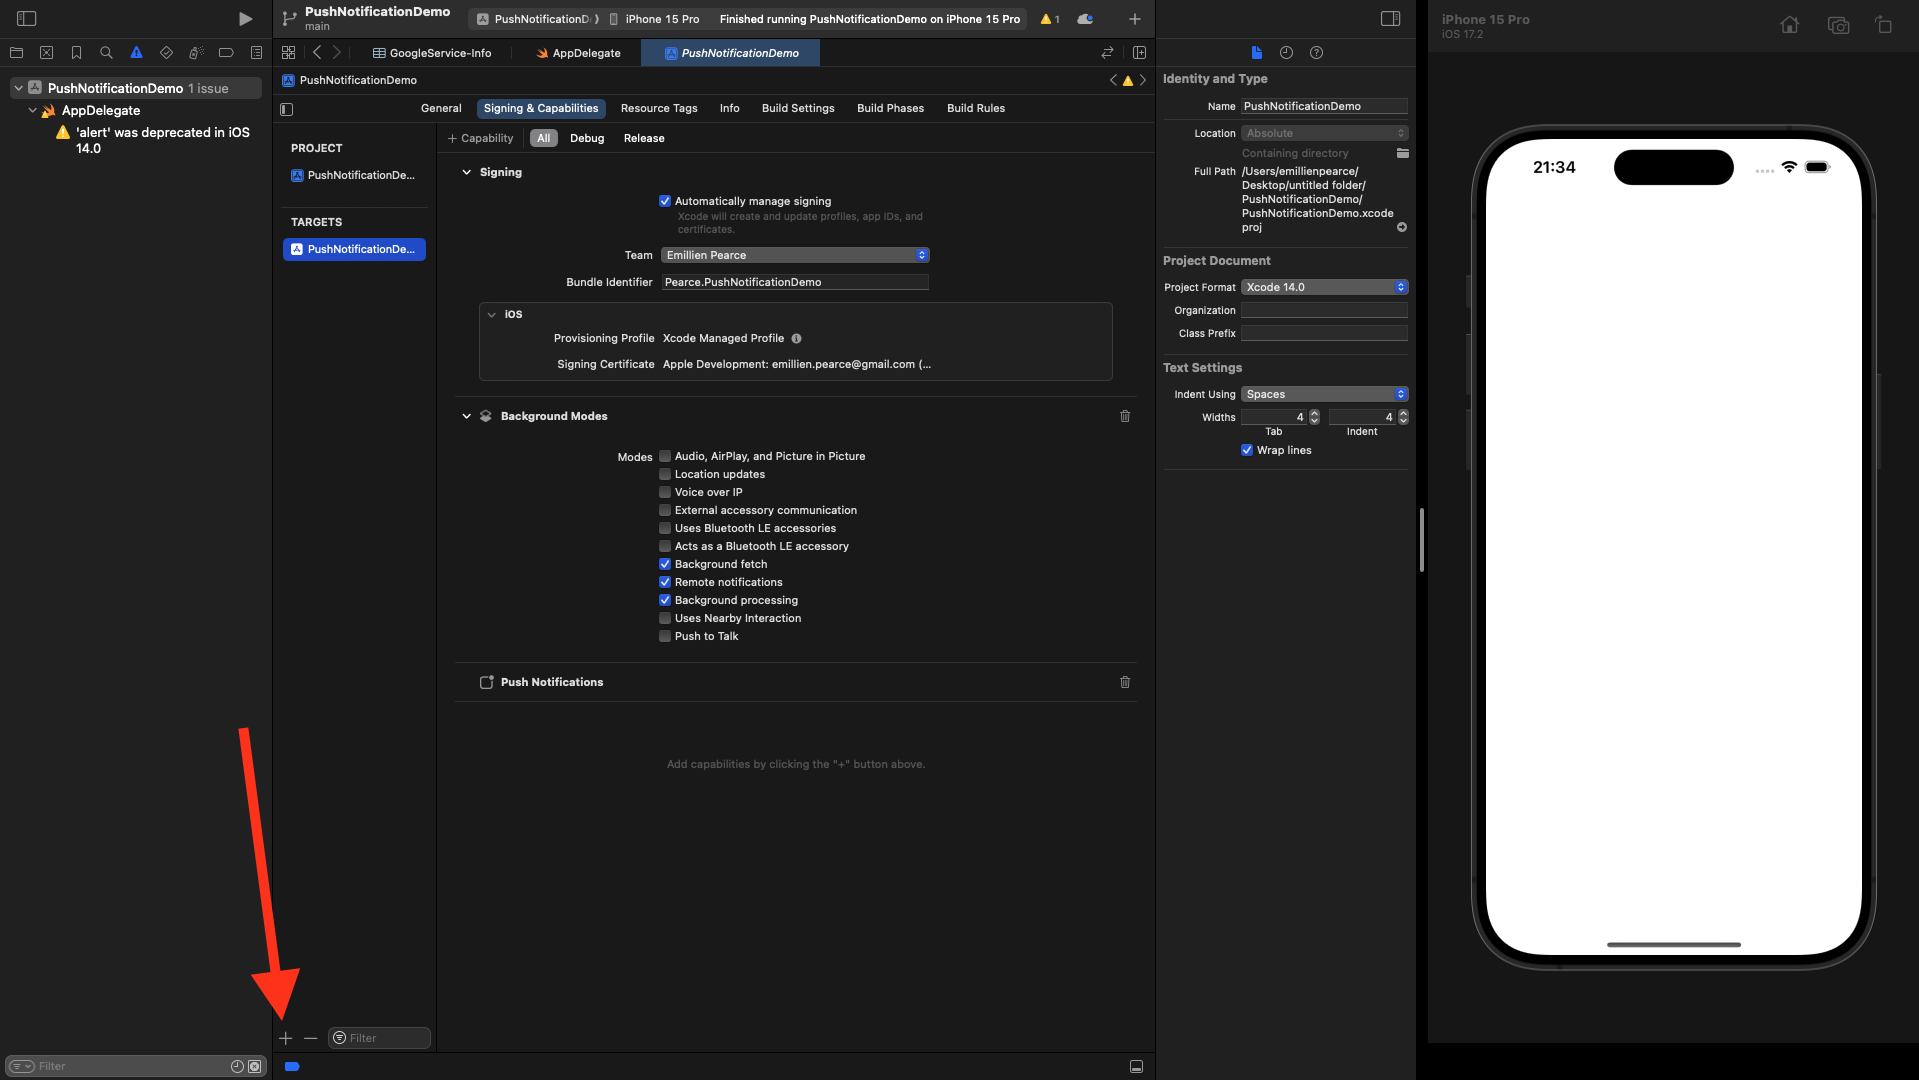 PushNotificationDemo
main
PushNotificationD
iPhone 15 Pro
Finished running PushNotificationDemo on iPhone 15 Pro
1
GoogleService-Info
AppDelegate
PushNotificationDemo
PushNotificationDemo 1 issue
AppDelegate
'alert' was deprecated in iOS
14.0
PushNotificationDemo
General
Signing & Capabilities
Resource Tags
Info
Build Settings
Build Phases
Build Rules
PROJECT
PushNotificationDe...
TARGETS
PushNotificationDe...
+ Capability
All
Debug
Release
Signing
Automatically manage signing
Xcode will create and update profiles, app IDs, and
certificates.
Team
Emillien Pearce
Bundle Identifier
Pearce.PushNotificationDemo
iOS
Provisioning Profile
Xcode Managed Profile
Signing Certificate
Apple Development: emillien.pearce@gmail.com (...
Background Modes
Modes
Audio, AirPlay, and Picture in Picture
Location updates
Voice over IP
External accessory communication
Uses Bluetooth LE accessories
Acts as a Bluetooth LE accessory
Background fetch
Remote notifications
Background processing
Uses Nearby Interaction
Push to Talk
Push Notifications
Add capabilities by clicking the "+" button above.
Filter
Filter
Identity and Type
Name
PushNotificationDemo
Location
Absolute
Containing directory
Full Path
/Users/emillienpearce/
Desktop/untitled folder/
PushNotificationDemo/
PushNotificationDemo.xcode
proj
Project Document
Project Format
Xcode 14.0
Organization
Class Prefix
Text Settings
Indent Using
Spaces
Widths
4
4
Tab
Indent
Wrap lines
iPhone 15 Pro
iOS 17.2
21:34